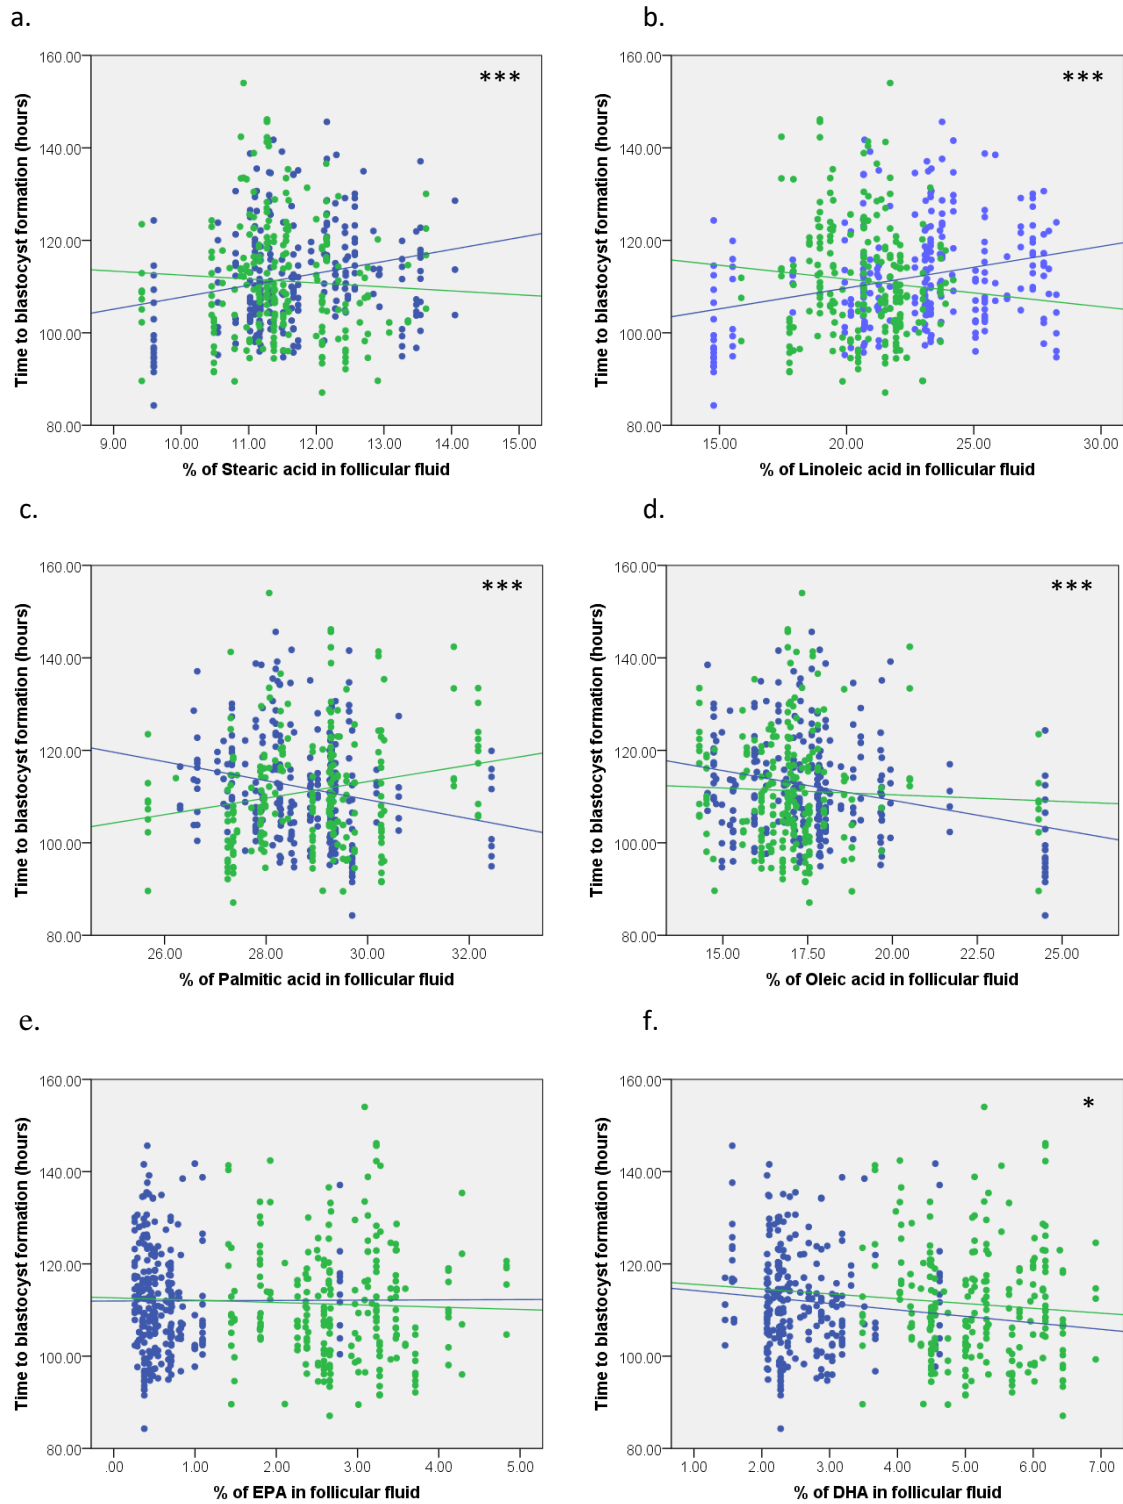 a.
b.
160.00
140.00
120.00
100.00
80.00
Time to blastocyst formation (hours)
***
9.00 10.00 11.00 12.00 13.00 14.00 15.00
% of Stearic acid in follicular fluid
160.00
140.00
120.00
100.00
80.00
Time to blastocyst formation (hours)
***
15.00 20.00 25.00 30.00
% of Linoleic acid in follicular fluid
c.
d.
160.00
140.00
120.00
100.00
80.00
Time to blastocyst formation (hours)
***
26.00 28.00 30.00 32.00
% of Palmitic acid in follicular fluid
160.00
140.00
120.00
100.00
80.00
Time to blastocyst formation (hours)
***
15.00 17.50 20.00 22.50 25.00
% of Oleic acid in follicular fluid
e.
f.
160.00
140.00
120.00
100.00
80.00
Time to blastocyst formation (hours)
.00 1.00 2.00 3.00 4.00 5.00
% of EPA in follicular fluid
160.00
140.00
120.00
100.00
80.00
Time to blastocyst formation (hours)
*
1.00 2.00 3.00 4.00 5.00 6.00 7.00
% of DHA in follicular fluid